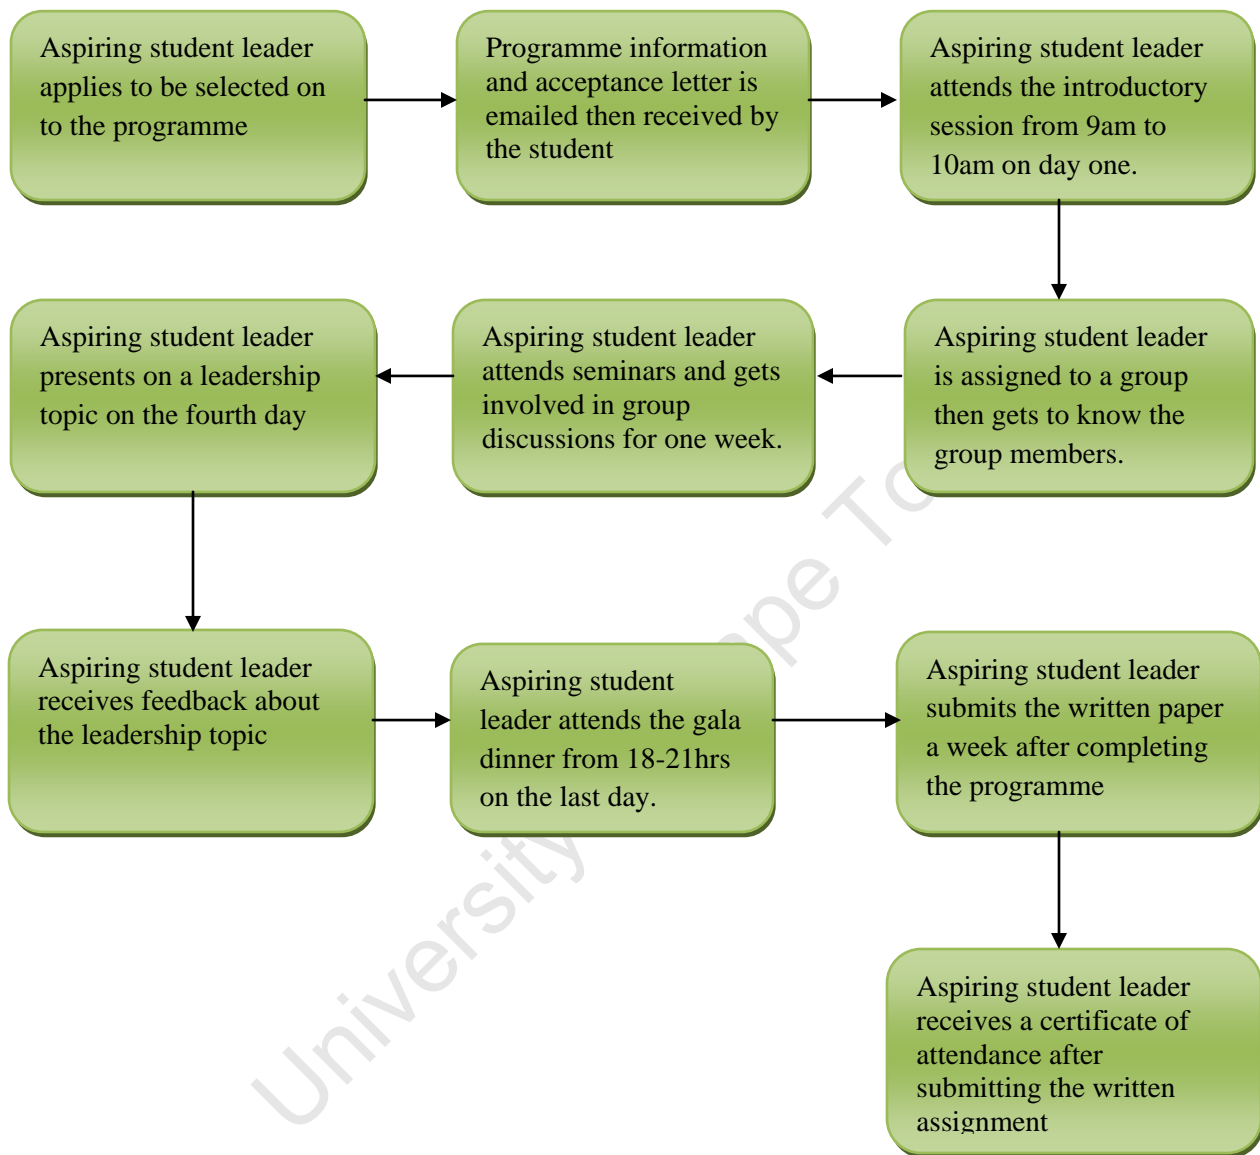 Aspiring student leader
applies to be selected on
to the programme
Programme information
and acceptance letter is
emailed then received by
the student
Aspiring student leader
attends the introductory
session from 9am to
10am on day one.
Aspiring student leader
is assigned to a group
then gets to know the
group members.
Aspiring student leader
attends seminars and gets
involved in group
discussions for one week.
Aspiring student leader
presents on a leadership
topic on the fourth day
Aspiring student leader
receives feedback about
the leadership topic
Aspiring student
leader attends the gala
dinner from 18-21hrs
on the last day.
Aspiring student leader
submits the written paper
a week after completing
the programme
Aspiring student leader
receives a certificate of
attendance after
submitting the written
assignment
University